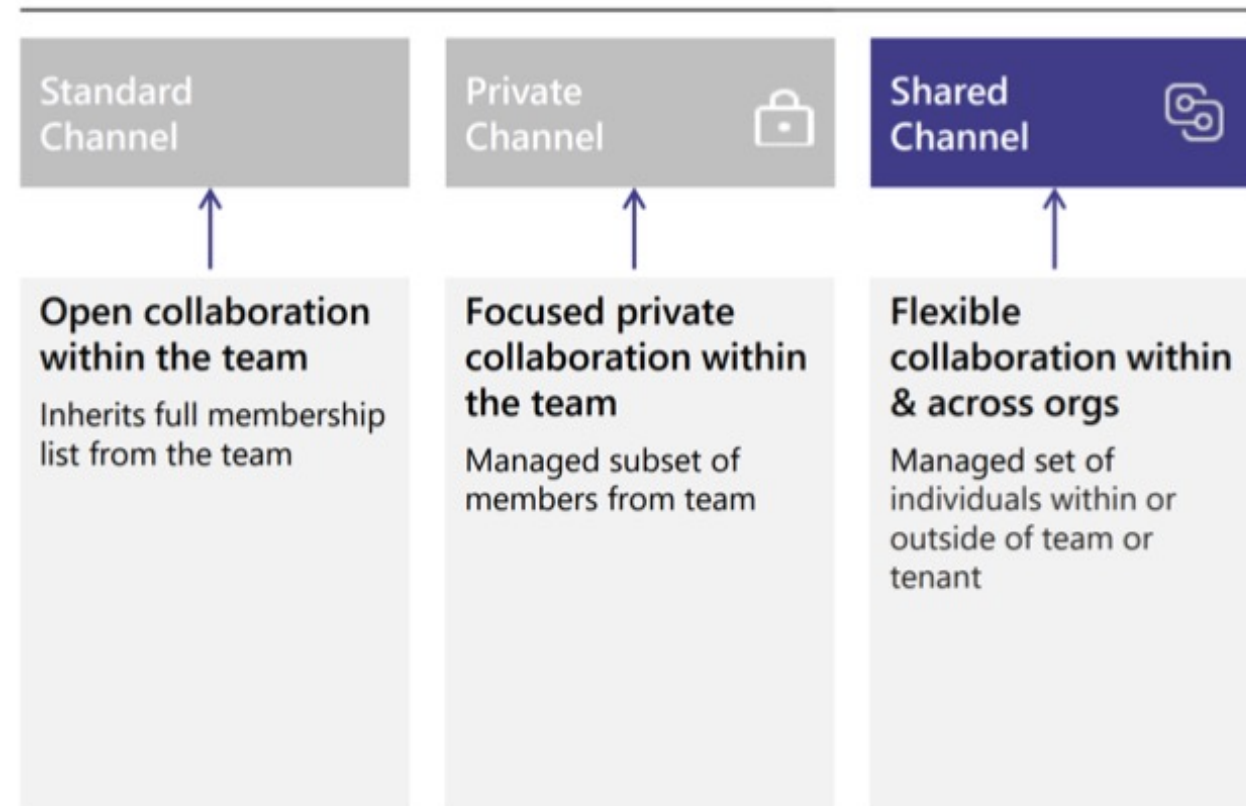 Standard
Channel
Private
Channel
Shared
Channel
Open collaboration
within the team
Inherits full membership
list from the team
Focused private
collaboration within
the team
Managed subset of
members from team
Flexible
collaboration within
& across orgs
Managed set of
individuals within or
outside of team or
tenant